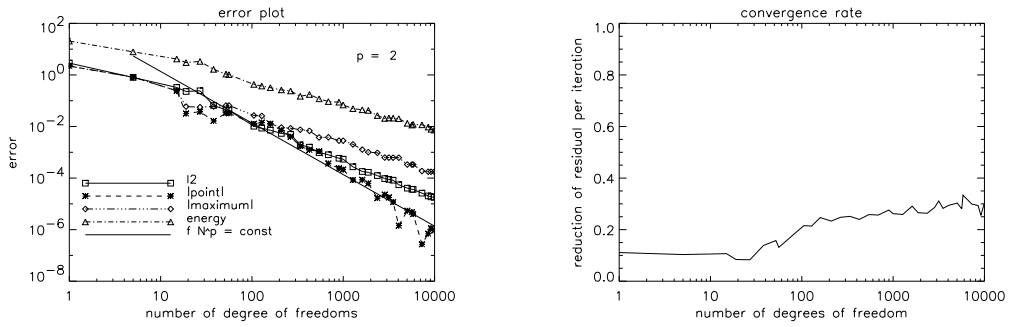 error plot
10^2
10^0
10^-2
10^-4
10^-6
10^-8
error
p = 2
l2
|point|
|maximum|
energy
f N^p = const
1 10 100 1000 10000
number of degree of freedoms
convergence rate
1.0
0.8
0.6
0.4
0.2
0.0
reduction of residual per iteration
1 10 100 1000 10000
number of degrees of freedom